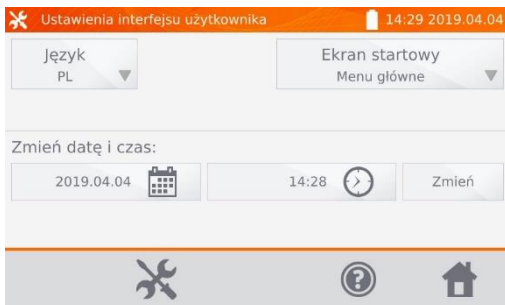 Ustawienia interfejsu użytkownika 14:29 2019.04.04
Język Ekran startowy
PL Menu główne
Zmień datę i czas:
2019.04.04 14:28 Zmień
?